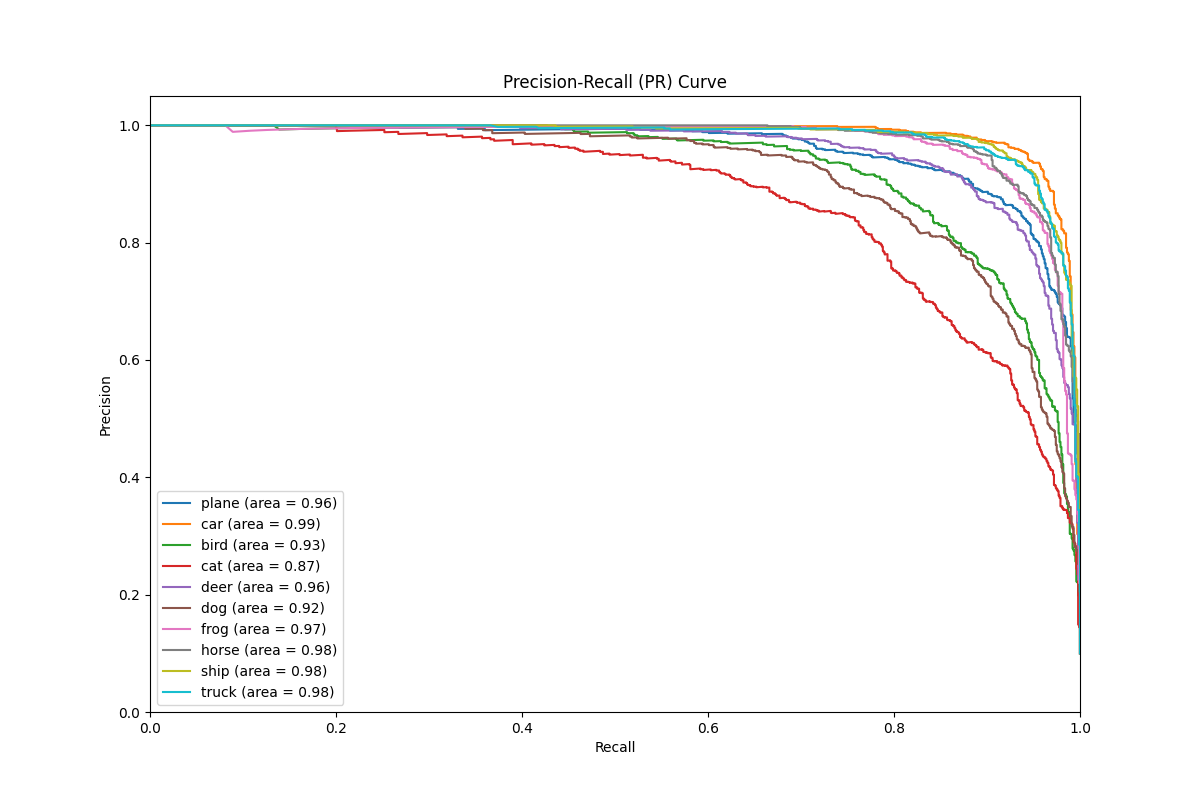 Precision-Recall (PR) Curve
1.0
0.8
0.6
0.4
0.2
0.0
Precision
plane (area = 0.96)
car (area = 0.99)
bird (area = 0.93)
cat (area = 0.87)
deer (area = 0.96)
dog (area = 0.92)
frog (area = 0.97)
horse (area = 0.98)
ship (area = 0.98)
truck (area = 0.98)
0.0 0.2 0.4 0.6 0.8 1.0
Recall